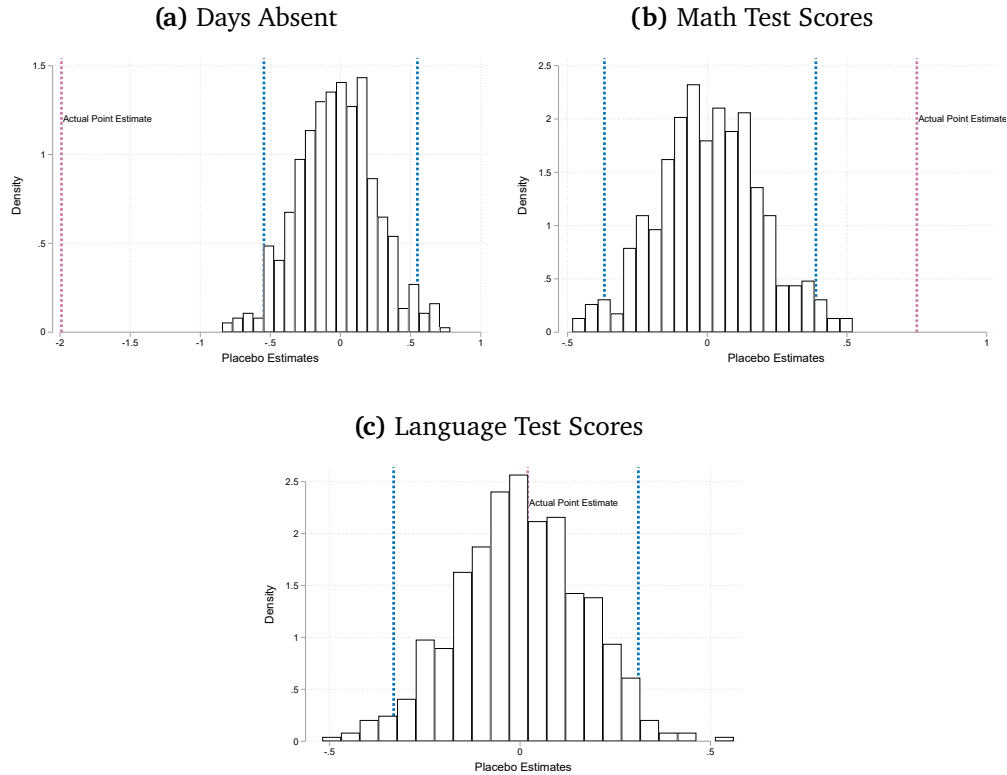 (a) Days Absent
1.5
1
.5
0
Density
Actual Point Estimate
-2
-1.5
-1
-.5
0
.5
1
Placebo Estimates
(b) Math Test Scores
2.5
2
1.5
1
.5
0
Density
Actual Point Estimate
-.5
0
.5
1
Placebo Estimates
(c) Language Test Scores
2.5
2
1.5
1
.5
0
Density
Actual Point Estimate
-.5
0
.5
Placebo Estimates